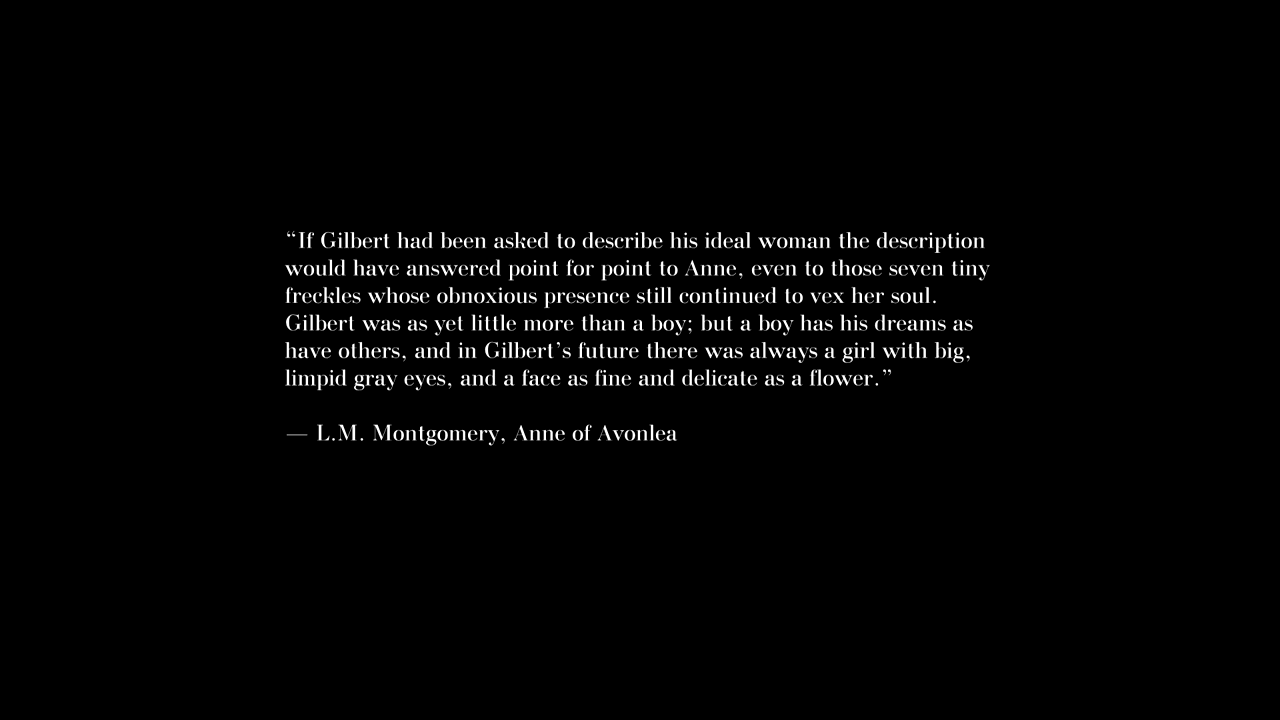 “If Gilbert had been asked to describe his ideal woman the description
would have answered point for point to Anne, even to those seven tiny
freckles whose obnoxious presence still continued to vex her soul.
Gilbert was as yet little more than a boy; but a boy has his dreams as
have others, and in Gilbert’s future there was always a girl with big,
limpid gray eyes, and a face as fine and delicate as a flower.”
— L.M. Montgomery, Anne of Avonlea